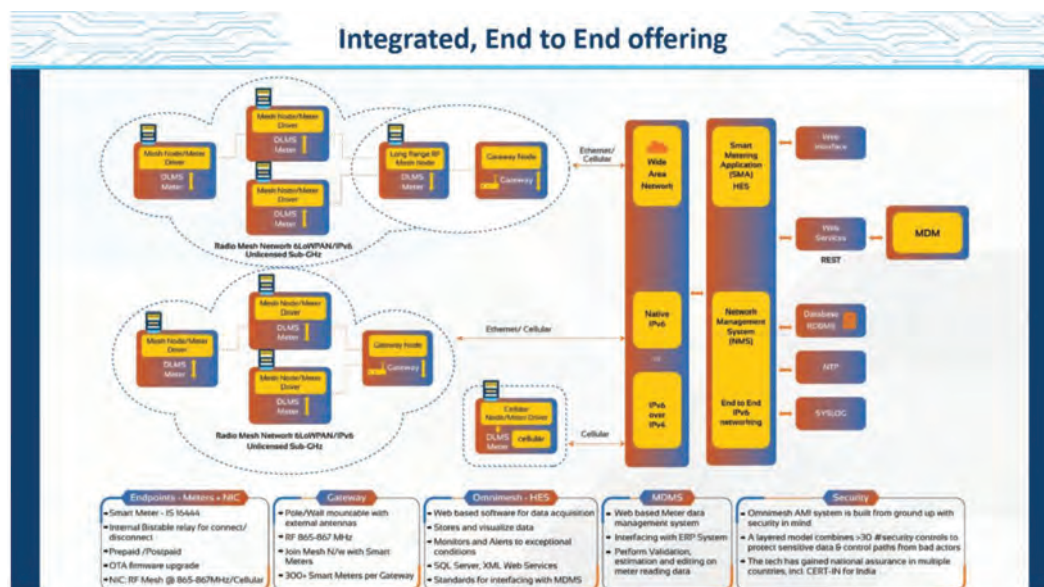 Integrated, End to End offering
Mesh Node/Meter
Driver
DLMS
Meter
Mesh Node/Meter
Driver
DLMS
Meter
Mesh Node/Meter
Driver
DLMS
Meter
Long Range RF
Mesh Node
DLMS
Meter
Gateway Node
Gateway
Radio Mesh Network 6LoWPAN/IPv6
Unlicensed Sub-GHz
Ethernet/
Cellular
Mesh Node/Meter
Driver
DLMS
Meter
Mesh Node/Meter
Driver
DLMS
Meter
Mesh Node/Meter
Driver
DLMS
Meter
Gateway Node
Gateway
Radio Mesh Network 6LoWPAN/IPv6
Unlicensed Sub-GHz
Ethernet/ Cellular
Cellular
Node/Meter Driver
DLMS
Meter
cellular
Cellular
Wide
Area
Network
Native
IPv6
IPv6
over
IPv4
Smart
Metering
Application
(SMA)
HES
Network
Management
System
(NMS)
End to End
IPv6
networking
Web
Interface
Web
Services
REST
MDM
Database
RDBMS
NTP
SYSLOG
Endpoints - Meters + NIC
Smart Meter - IS 16444
Internal Bistable relay for connect/
disconnect
Prepaid /Postpaid
OTA firmware upgrade
NIC: RF Mesh @ 865-867MHz/Cellular
Gateway
Pole/Wall mountable with
external antennas
RF 865-867 MHz
Join Mesh N/w with Smart
Meters
300+ Smart Meters per Gateway
Omnimesh - HES
Web based software for data acquisition
Stores and visualize data
Monitors and Alerts to exceptional
conditions
SQL Server, XML Web Services
Standards for interfacing with MDMS
MDMS
Web based Meter data
management system
Interfacing with ERP System
Perform Validation,
estimation and editing on
meter reading data
Security
Omnimesh AMI system is built from ground up with
security in mind
A layered model combines >30 #security controls to
protect sensitive data & control paths from bad actors
The tech has gained national assurance in multiple
countries, incl. CERT-IN for India